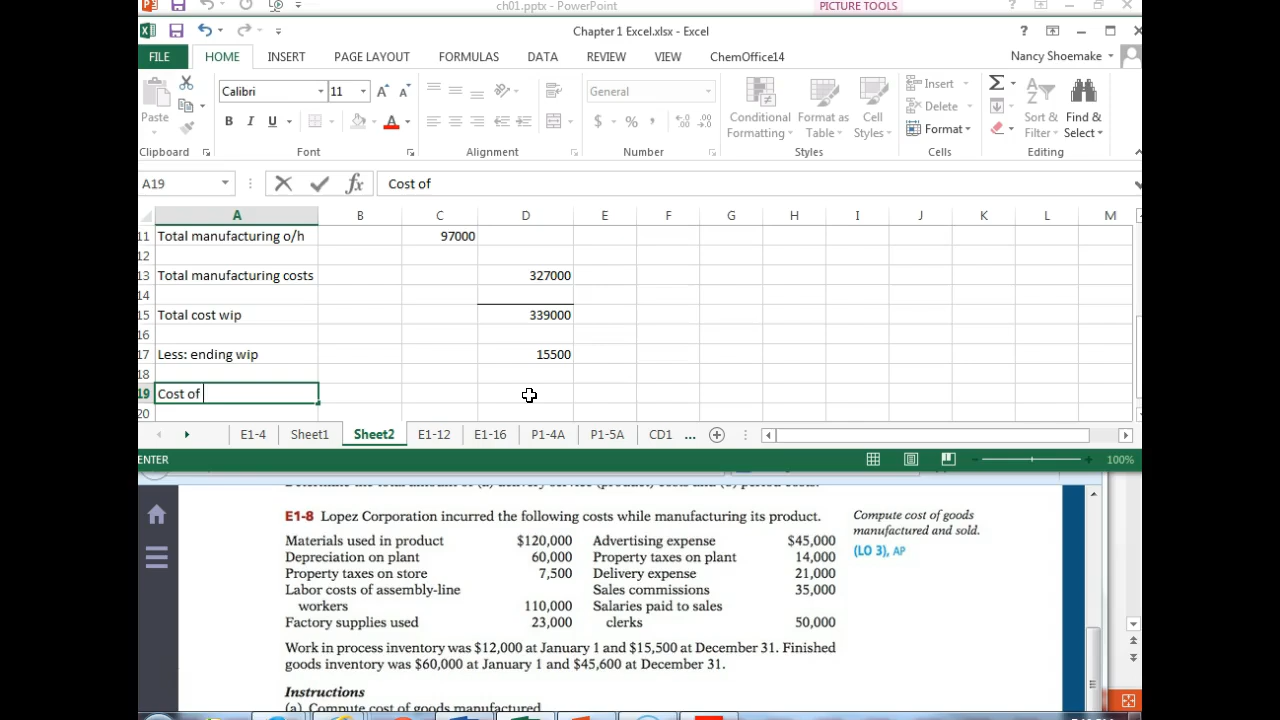 ch01.pptx - PowerPoint
PICTURE TOOLS
?
Chapter 1 Excel.xlsx - Excel
?
FILE HOME INSERT PAGE LAYOUT FORMULAS DATA REVIEW VIEW ChemOffice14 Nancy Shoemake
Paste
Calibri 11
B I U A
General
$ % ,
Conditional Formatting
Format as Table
Cell Styles
Insert
Delete
Format
Sort & Filter
Find & Select
Clipboard Font Alignment Number Styles Cells Editing
A19 fx Cost of
A B C D E F G H I J K L M
11 Total manufacturing o/h 97000
12
13 Total manufacturing costs 327000
14
15 Total cost wip 339000
16
17 Less: ending wip 15500
18
19 Cost of
20
E1-4 Sheet1 Sheet2 E1-12 E1-16 P1-4A P1-5A CD1 ...
ENTER 100%
E1-8 Lopez Corporation incurred the following costs while manufacturing its product.
Materials used in product $120,000 Advertising expense $45,000
Depreciation on plant 60,000 Property taxes on plant 14,000
Property taxes on store 7,500 Delivery expense 21,000
Labor costs of assembly-line Sales commissions 35,000
workers 110,000 Salaries paid to sales
Factory supplies used 23,000 clerks 50,000
Work in process inventory was $12,000 at January 1 and $15,500 at December 31. Finished
goods inventory was $60,000 at January 1 and $45,600 at December 31.
Instructions
(a) Compute cost of goods manufactured
Compute cost of goods
manufactured and sold.
(LO 3), AP